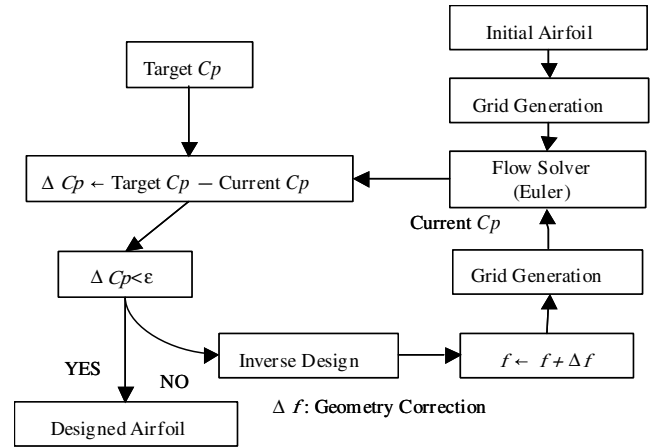 Initial Airfoil
Target Cp
Grid Generation
Δ Cp ← Target Cp − Current Cp
Flow Solver
(Euler)
Current Cp
Δ Cp<ε
Grid Generation
Inverse Design
f ← f + Δ f
YES
NO
Δ f : Geometry Correction
Designed Airfoil